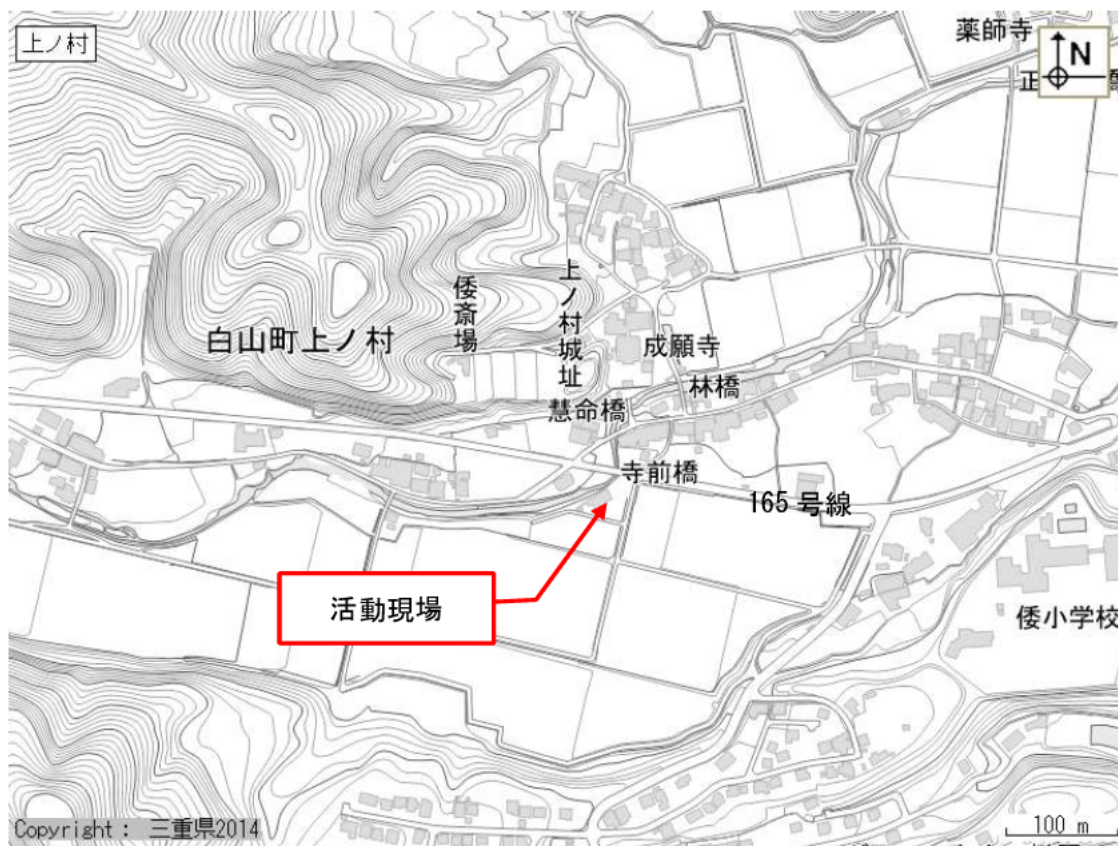 上ノ村
薬師寺
N
正
倭斎場
上ノ村城址
白山町上ノ村
成願寺
林橋
慧命橋
寺前橋
165号線
活動現場
倭小学校
Copyright： 三重県2014
100 m